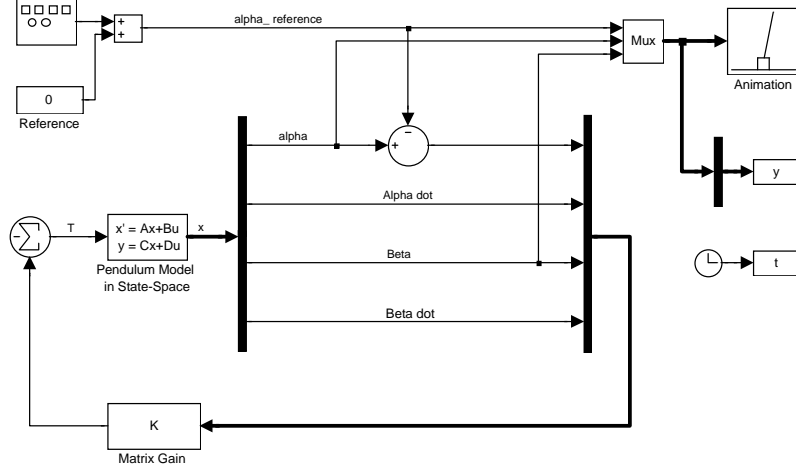 +
+
alpha_ reference
Mux
Animation
0
Reference
alpha
+
−
y
Alpha dot
− Σ
T
x' = Ax+Bu
y = Cx+Du
x
Pendulum Model
in State-Space
Beta
t
Beta dot
K
Matrix Gain